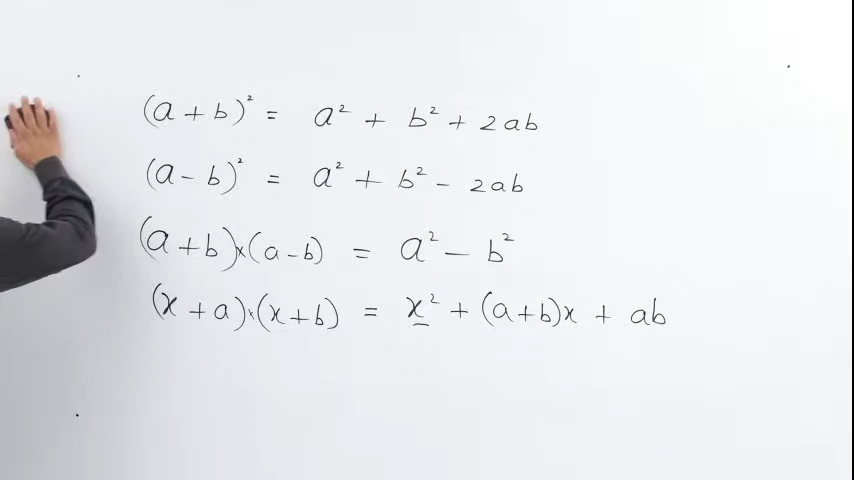 (a + b)² = a² + b² + 2ab
(a - b)² = a² + b² - 2ab
(a + b)×(a - b) = a² - b²
(x + a)×(x + b) = x² + (a + b)x + ab